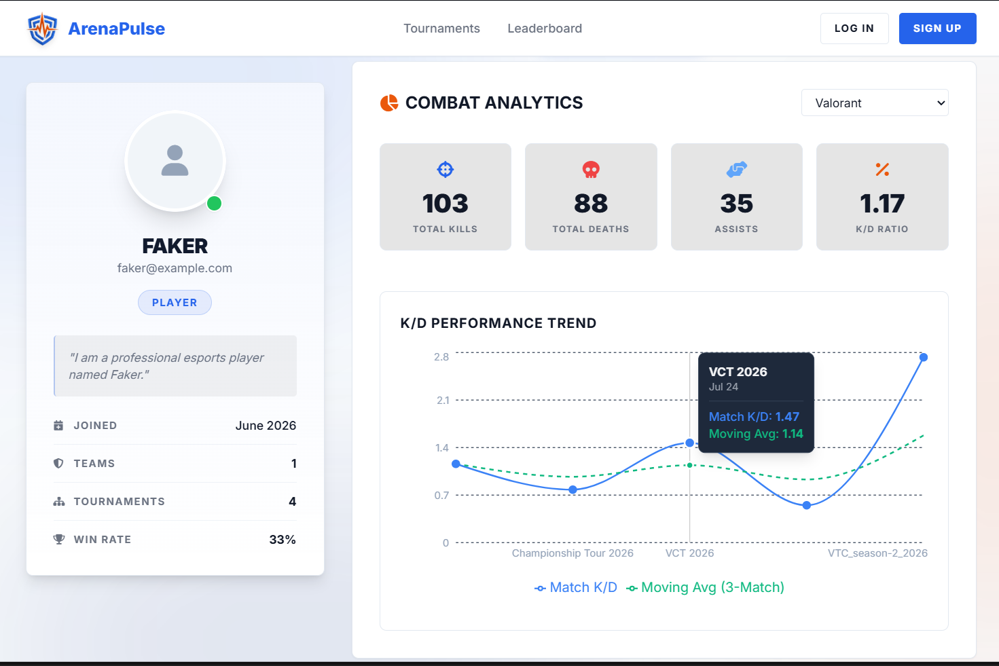 ArenaPulse
Tournaments
Leaderboard
LOG IN
SIGN UP
FAKER
faker@example.com
PLAYER
"I am a professional esports player
named Faker."
JOINED June 2026
TEAMS 1
TOURNAMENTS 4
WIN RATE 33%
COMBAT ANALYTICS
Valorant
103
TOTAL KILLS
88
TOTAL DEATHS
35
ASSISTS
1.17
K/D RATIO
K/D PERFORMANCE TREND
2.8
2.1
1.4
0.7
0
VCT 2026
Jul 24
Match K/D: 1.47
Moving Avg: 1.14
Championship Tour 2026
VCT 2026
VTC_season-2_2026
Match K/D
Moving Avg (3-Match)